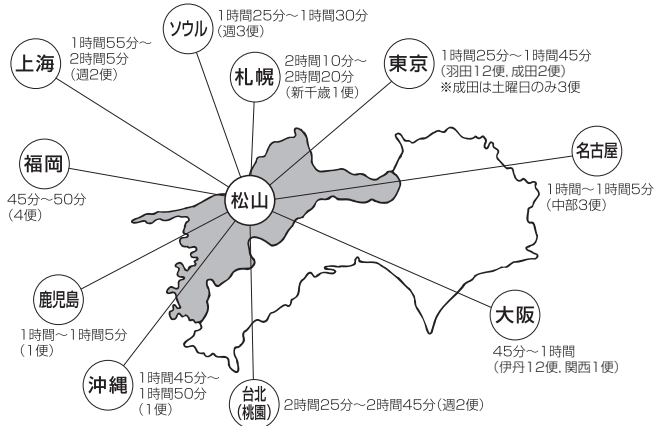 ソウル
1時間25分～1時間30分
(週3便)
上海
1時間55分～
2時間5分
(週2便)
札幌
2時間10分～
2時間20分
(新千歳1便)
東京
1時間25分～1時間45分
(羽田12便, 成田2便)
※成田は土曜日のみ3便
福岡
45分～50分
(4便)
松山
名古屋
1時間～1時間5分
(中部3便)
鹿児島
1時間～1時間5分
(1便)
大阪
45分～1時間
(伊丹12便, 関西1便)
沖縄
1時間45分～
1時間50分
(1便)
台北
(桃園)
2時間25分～2時間45分(週2便)